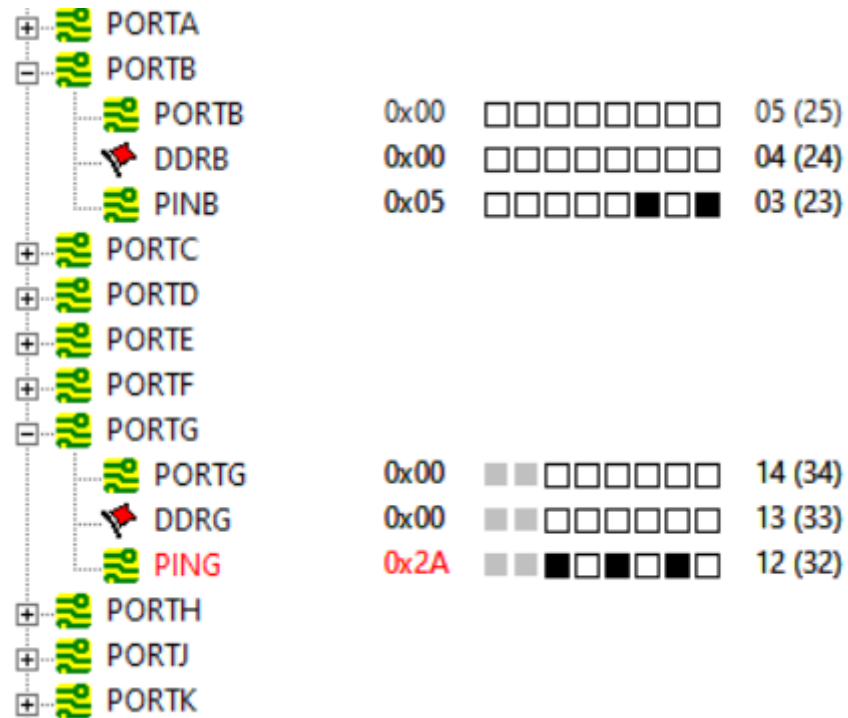 PORTA
PORTB
PORTB 0x00 05 (25)
DDRB 0x00 04 (24)
PINB 0x05 03 (23)
PORTC
PORTD
PORTE
PORTF
PORTG
PORTG 0x00 14 (34)
DDRG 0x00 13 (33)
PING 0x2A 12 (32)
PORTH
PORTJ
PORTK